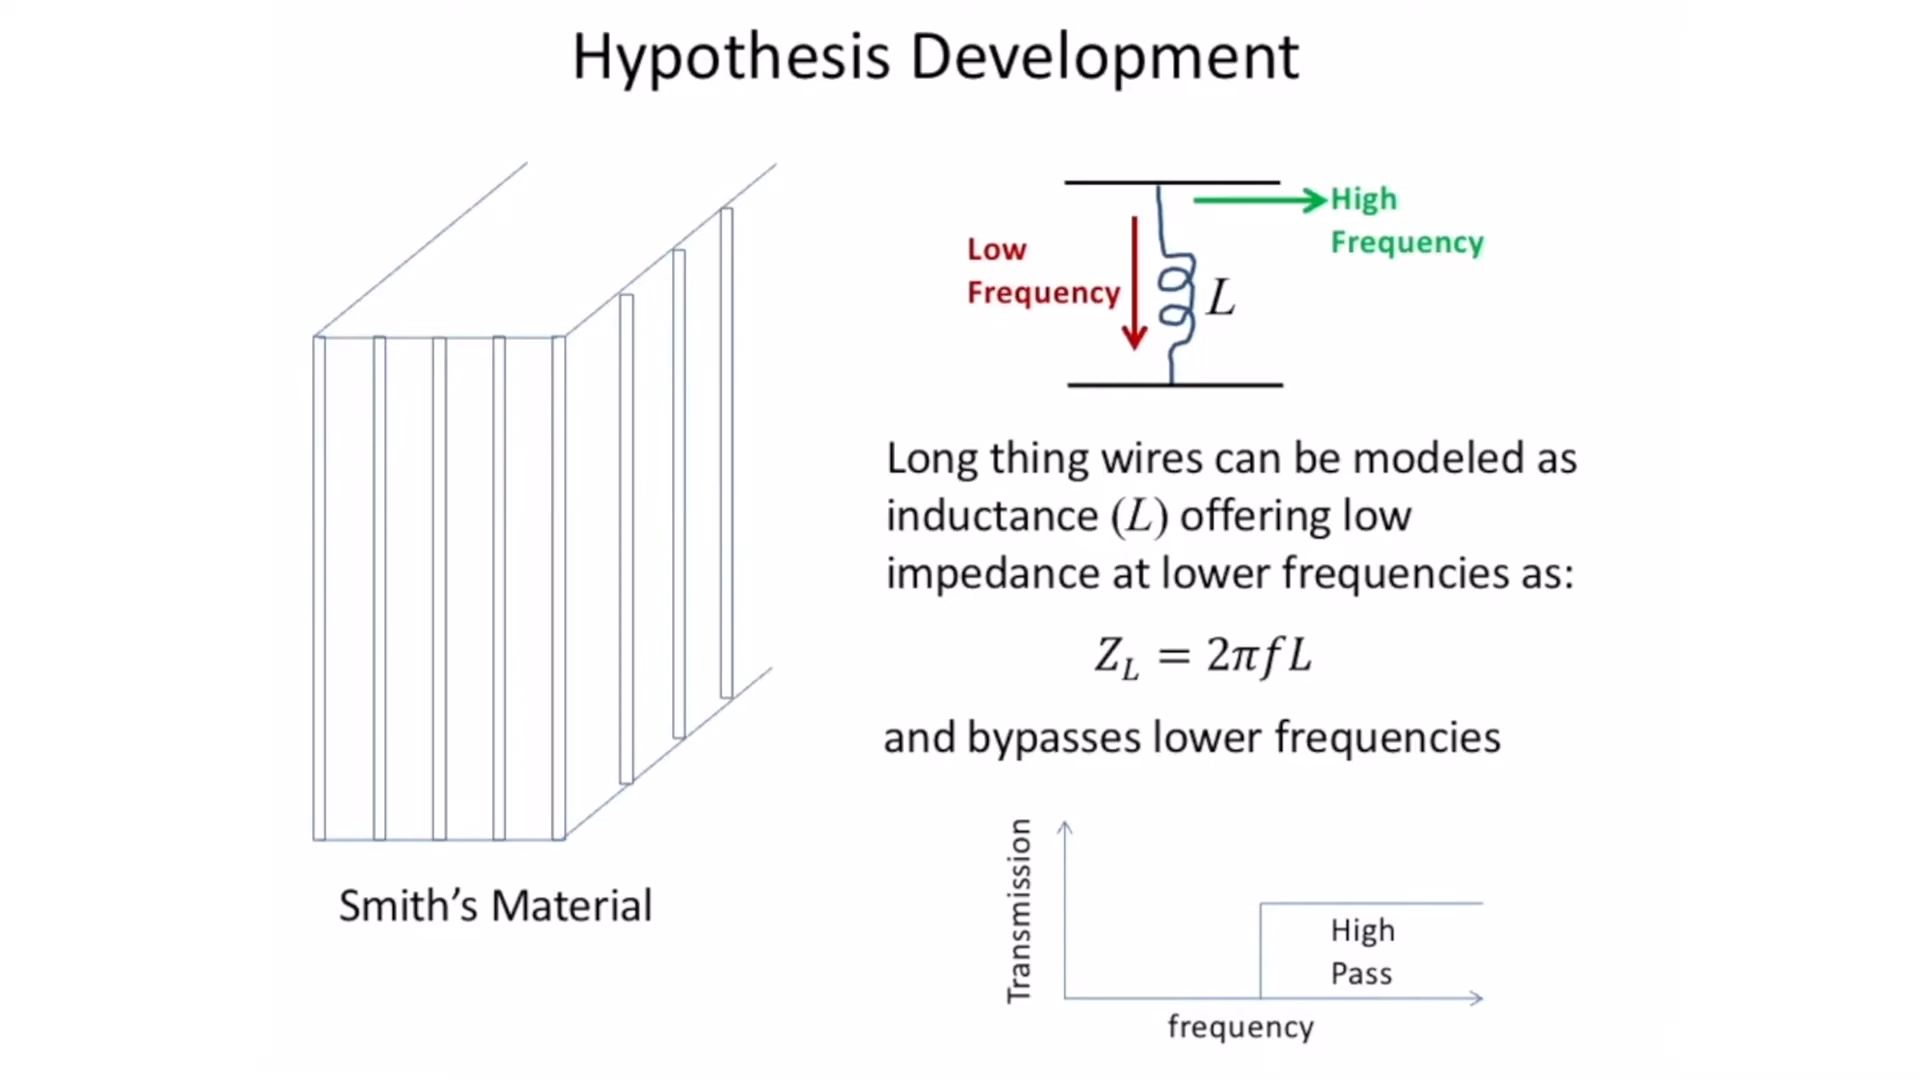 Hypothesis Development
High
Frequency
Low
Frequency
L
Long thing wires can be modeled as
inductance (L) offering low
impedance at lower frequencies as:
Z_L = 2πfL
and bypasses lower frequencies
Smith’s Material
Transmission
High
Pass
frequency